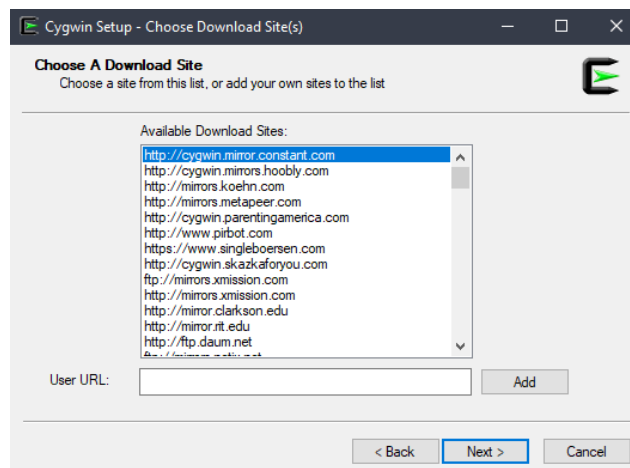 Cygwin Setup - Choose Download Site(s)
Choose A Download Site
Choose a site from this list, or add your own sites to the list
Available Download Sites:
http://cygwin.mirror.constant.com
http://cygwin.mirrors.hoobly.com
http://mirrors.koehn.com
http://mirrors.metapeer.com
http://cygwin.parentingamerica.com
http://www.pirbot.com
https://www.singleboersen.com
http://cygwin.skazkaforyou.com
ftp://mirrors.xmission.com
http://mirrors.xmission.com
http://mirror.clarkson.edu
http://mirror.rit.edu
http://ftp.daum.net
User URL:
Add
< Back Next > Cancel